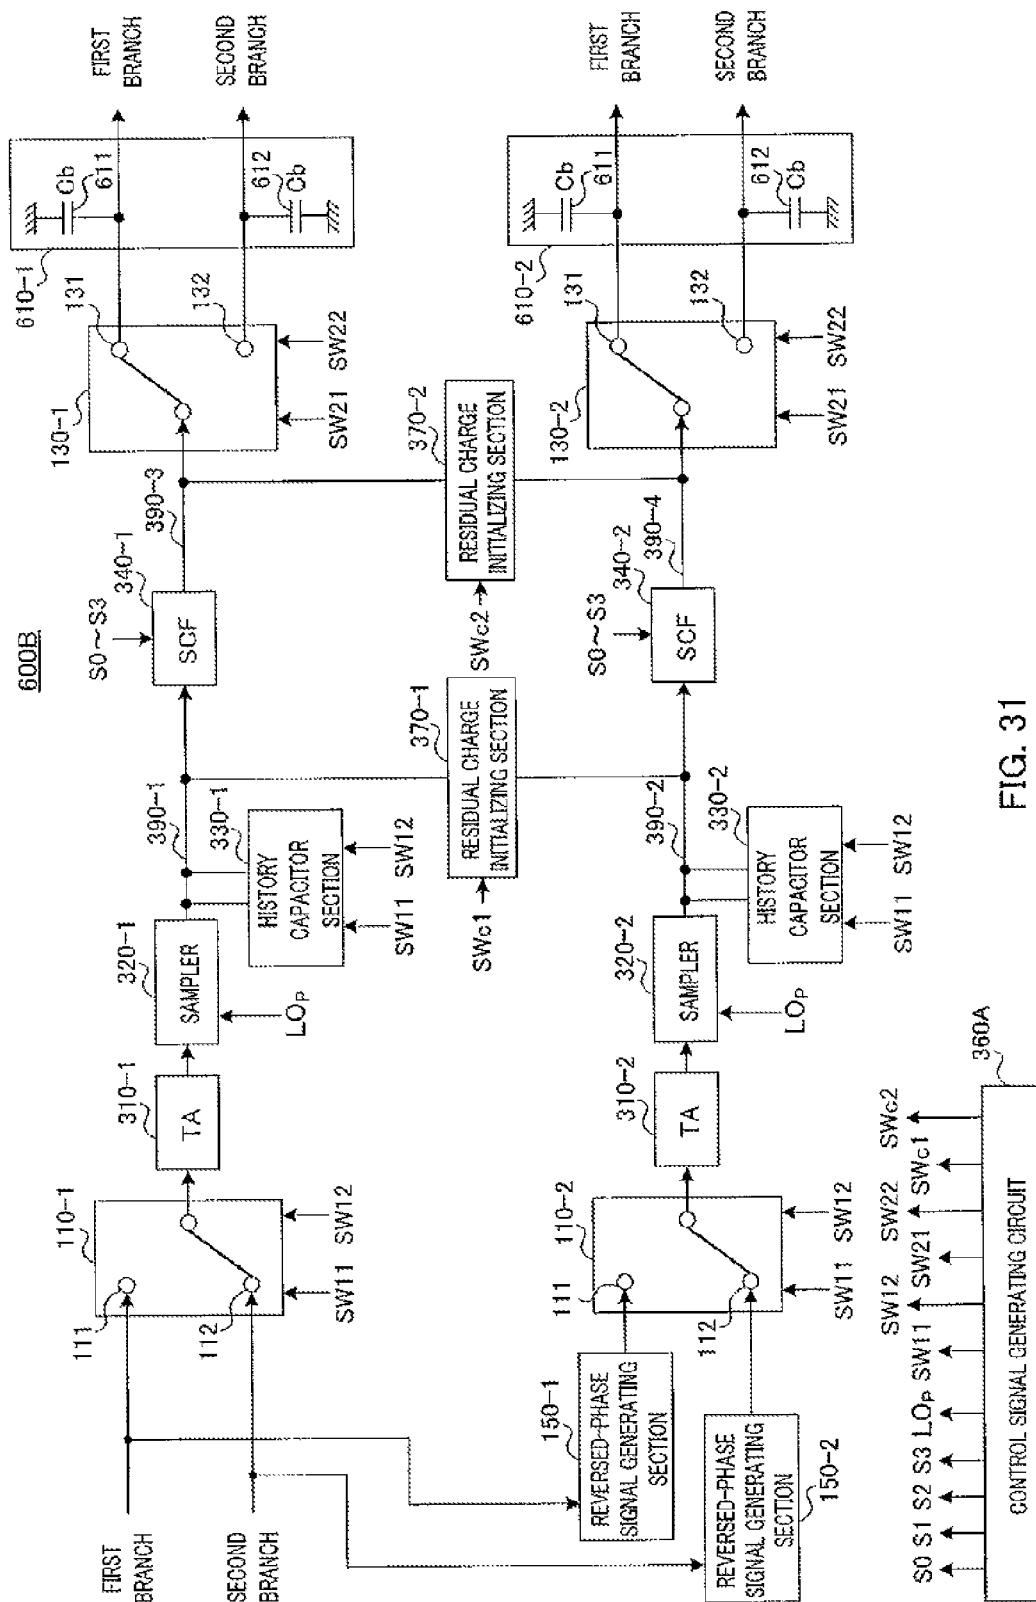 600B
FIRST
BRANCH
SECOND
BRANCH
111
112
110-1
SW11
SW12
310-1
TA
320-1
SAMPLER
LOP
390-1
330-1
HISTORY
CAPACITOR
SECTION
SW11
SW12
S0~S3
340-1
SCF
390-3
130-1
131
132
SW21
SW22
610-1
Cb
611
612
Cb
FIRST
BRANCH
SECOND
BRANCH
SWc1
370-1
RESIDUAL CHARGE
INITIALIZING SECTION
SWc2
370-2
RESIDUAL CHARGE
INITIALIZING SECTION
150-1
REVERSED-PHASE
SIGNAL GENERATING
SECTION
REVERSED-PHASE
SIGNAL GENERATING
SECTION
150-2
111
112
110-2
SW11
SW12
310-2
TA
320-2
SAMPLER
LOP
390-2
330-2
HISTORY
CAPACITOR
SECTION
SW11
SW12
S0~S3
340-2
SCF
390-4
130-2
131
132
SW21
SW22
610-2
Cb
611
612
Cb
FIRST
BRANCH
SECOND
BRANCH
S0 S1 S2 S3 LOP SW11 SW12 SW21 SW22 SWc1 SWc2
360A
CONTROL SIGNAL GENERATING CIRCUIT
FIG. 31